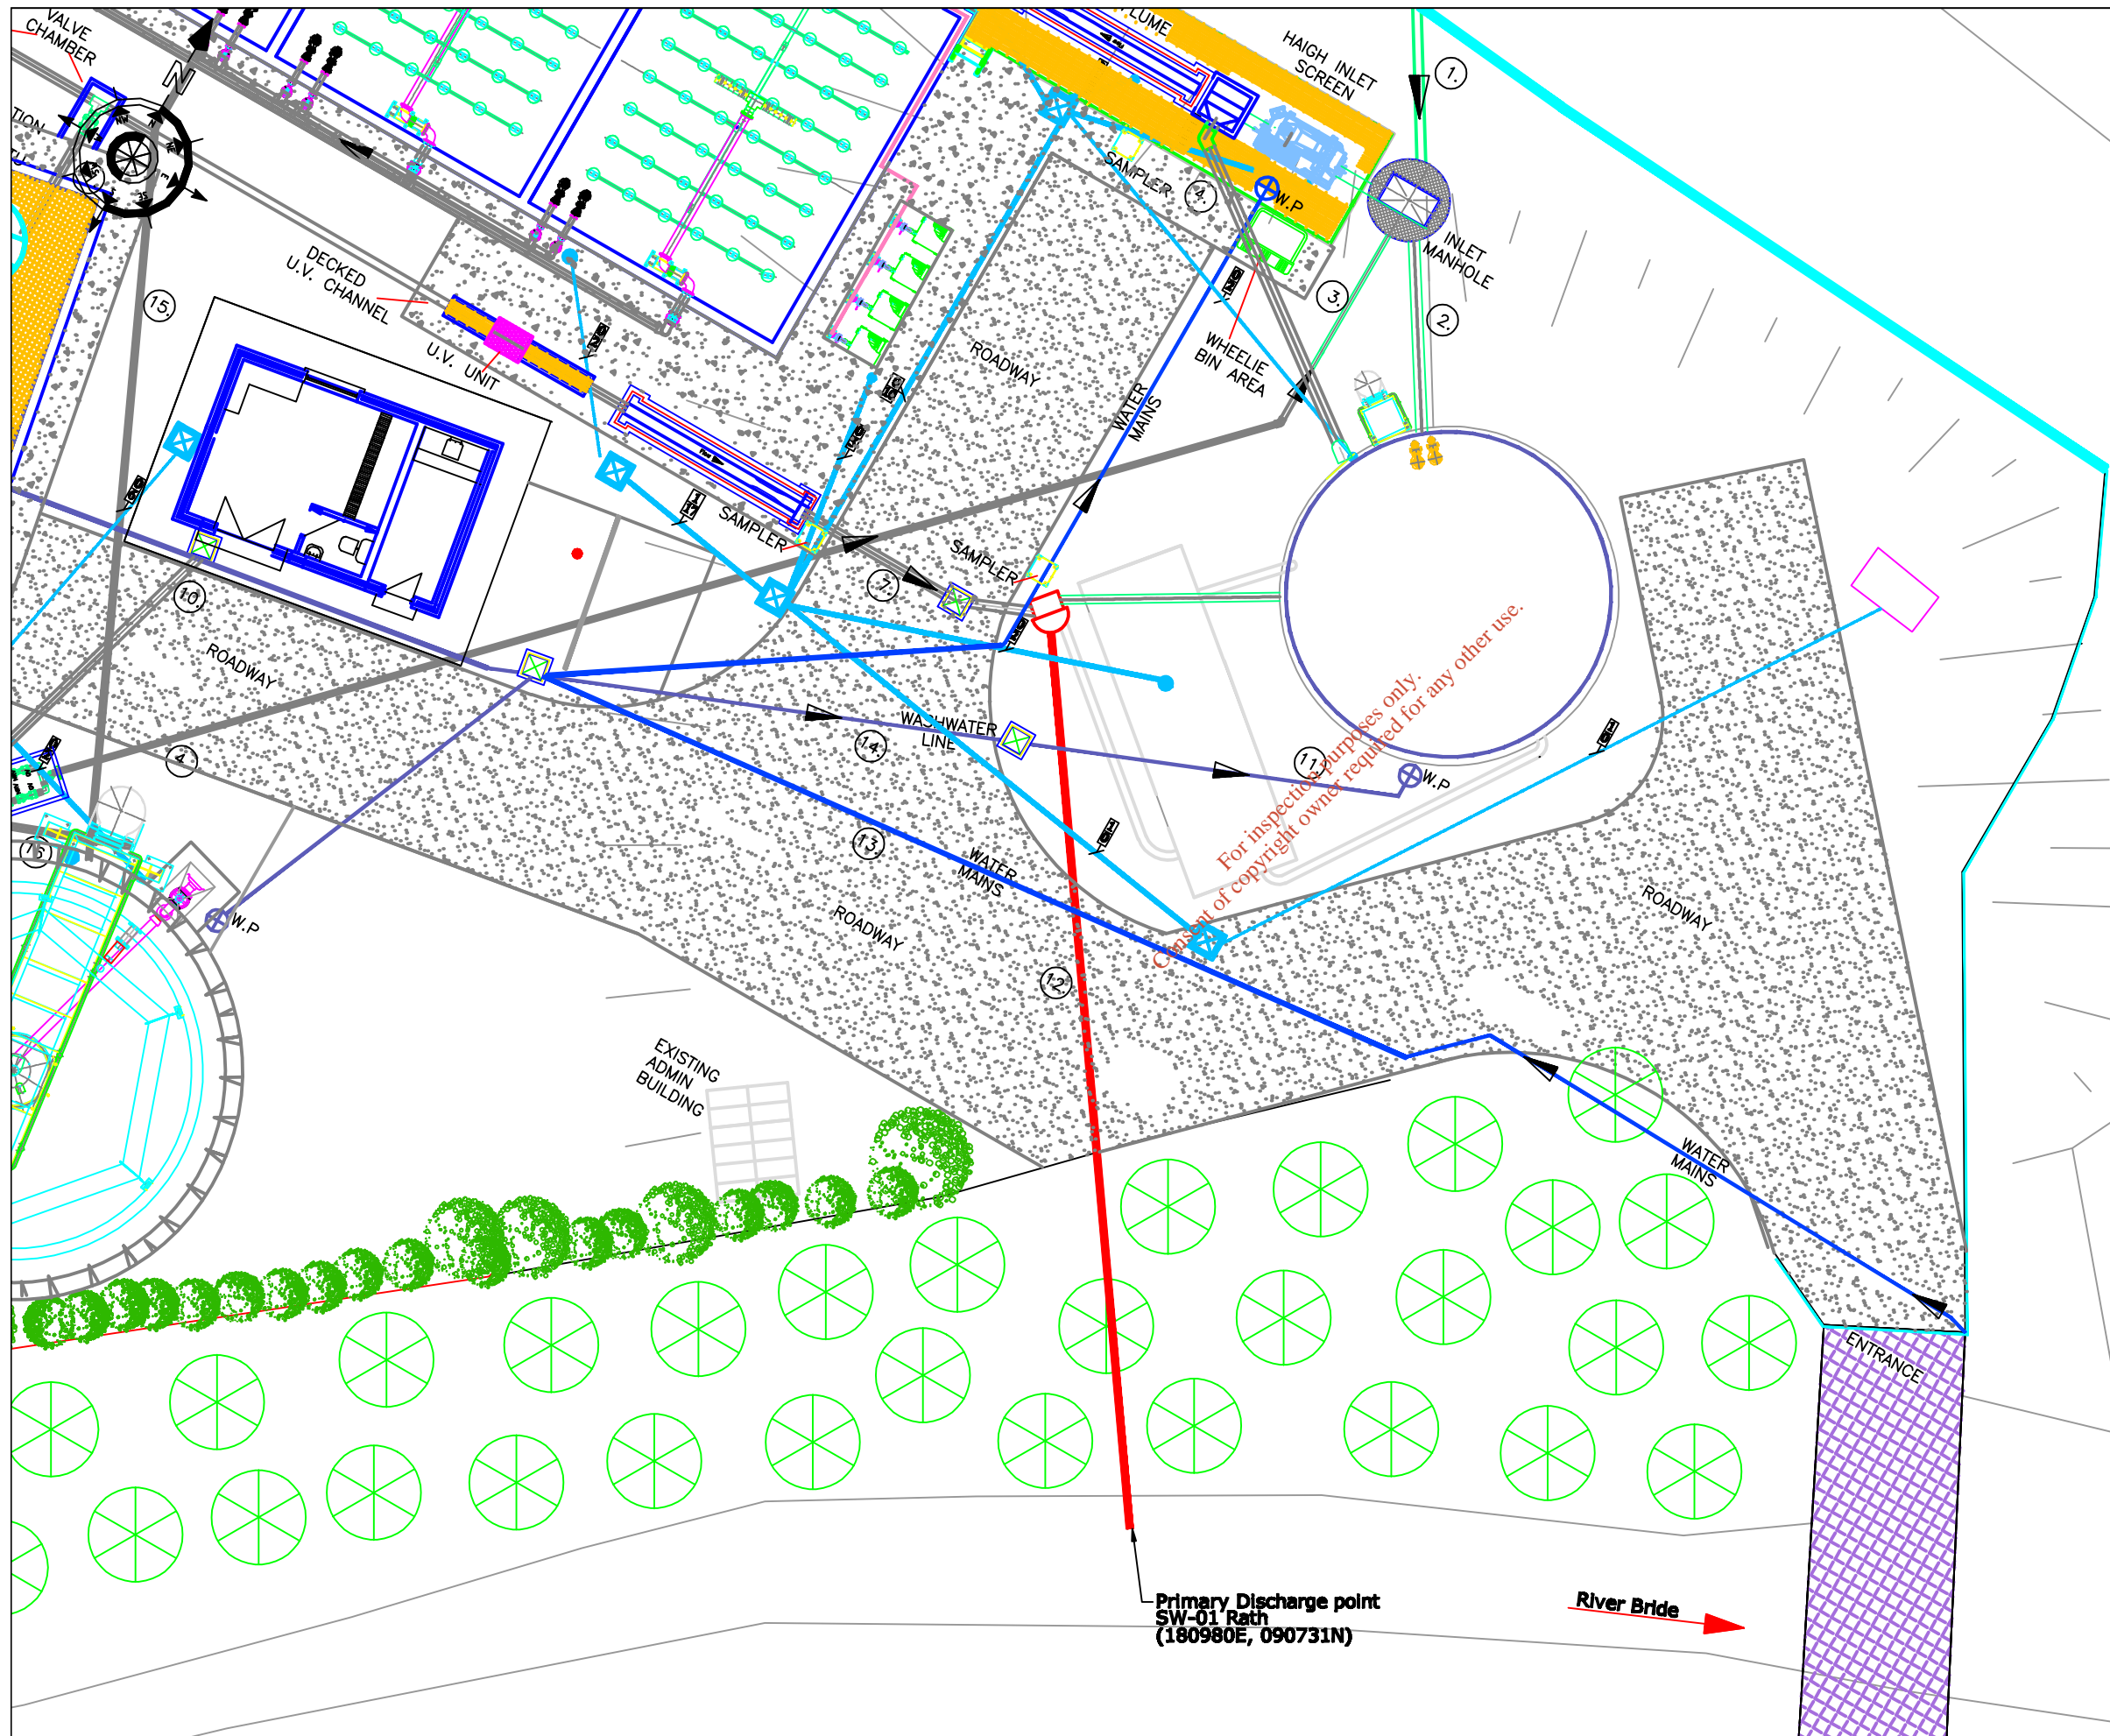 VALVE
CHAMBER
N
FLUME
HAIGH INLET
SCREEN
1.
SAMPLER
4.
W.P
INLET
MANHOLE
DECKED
U.V. CHANNEL
U.V. UNIT
15.
3.
2.
ROADWAY
WHEELIE
BIN AREA
WATER
MAINS
SAMPLER
SAMPLER
7.
10.
ROADWAY
WASHWATER
LINE
14.
11.
W.P
4.
13.
WATER
MAINS
16.
W.P
ROADWAY
ROADWAY
12.
For inspection purposes only.
Consent of copyright owner required for any other use.
EXISTING
ADMIN
BUILDING
WATER
MAINS
ENTRANCE
Primary Discharge point
SW-01 Rath
(180980E, 090731N)
River Bride